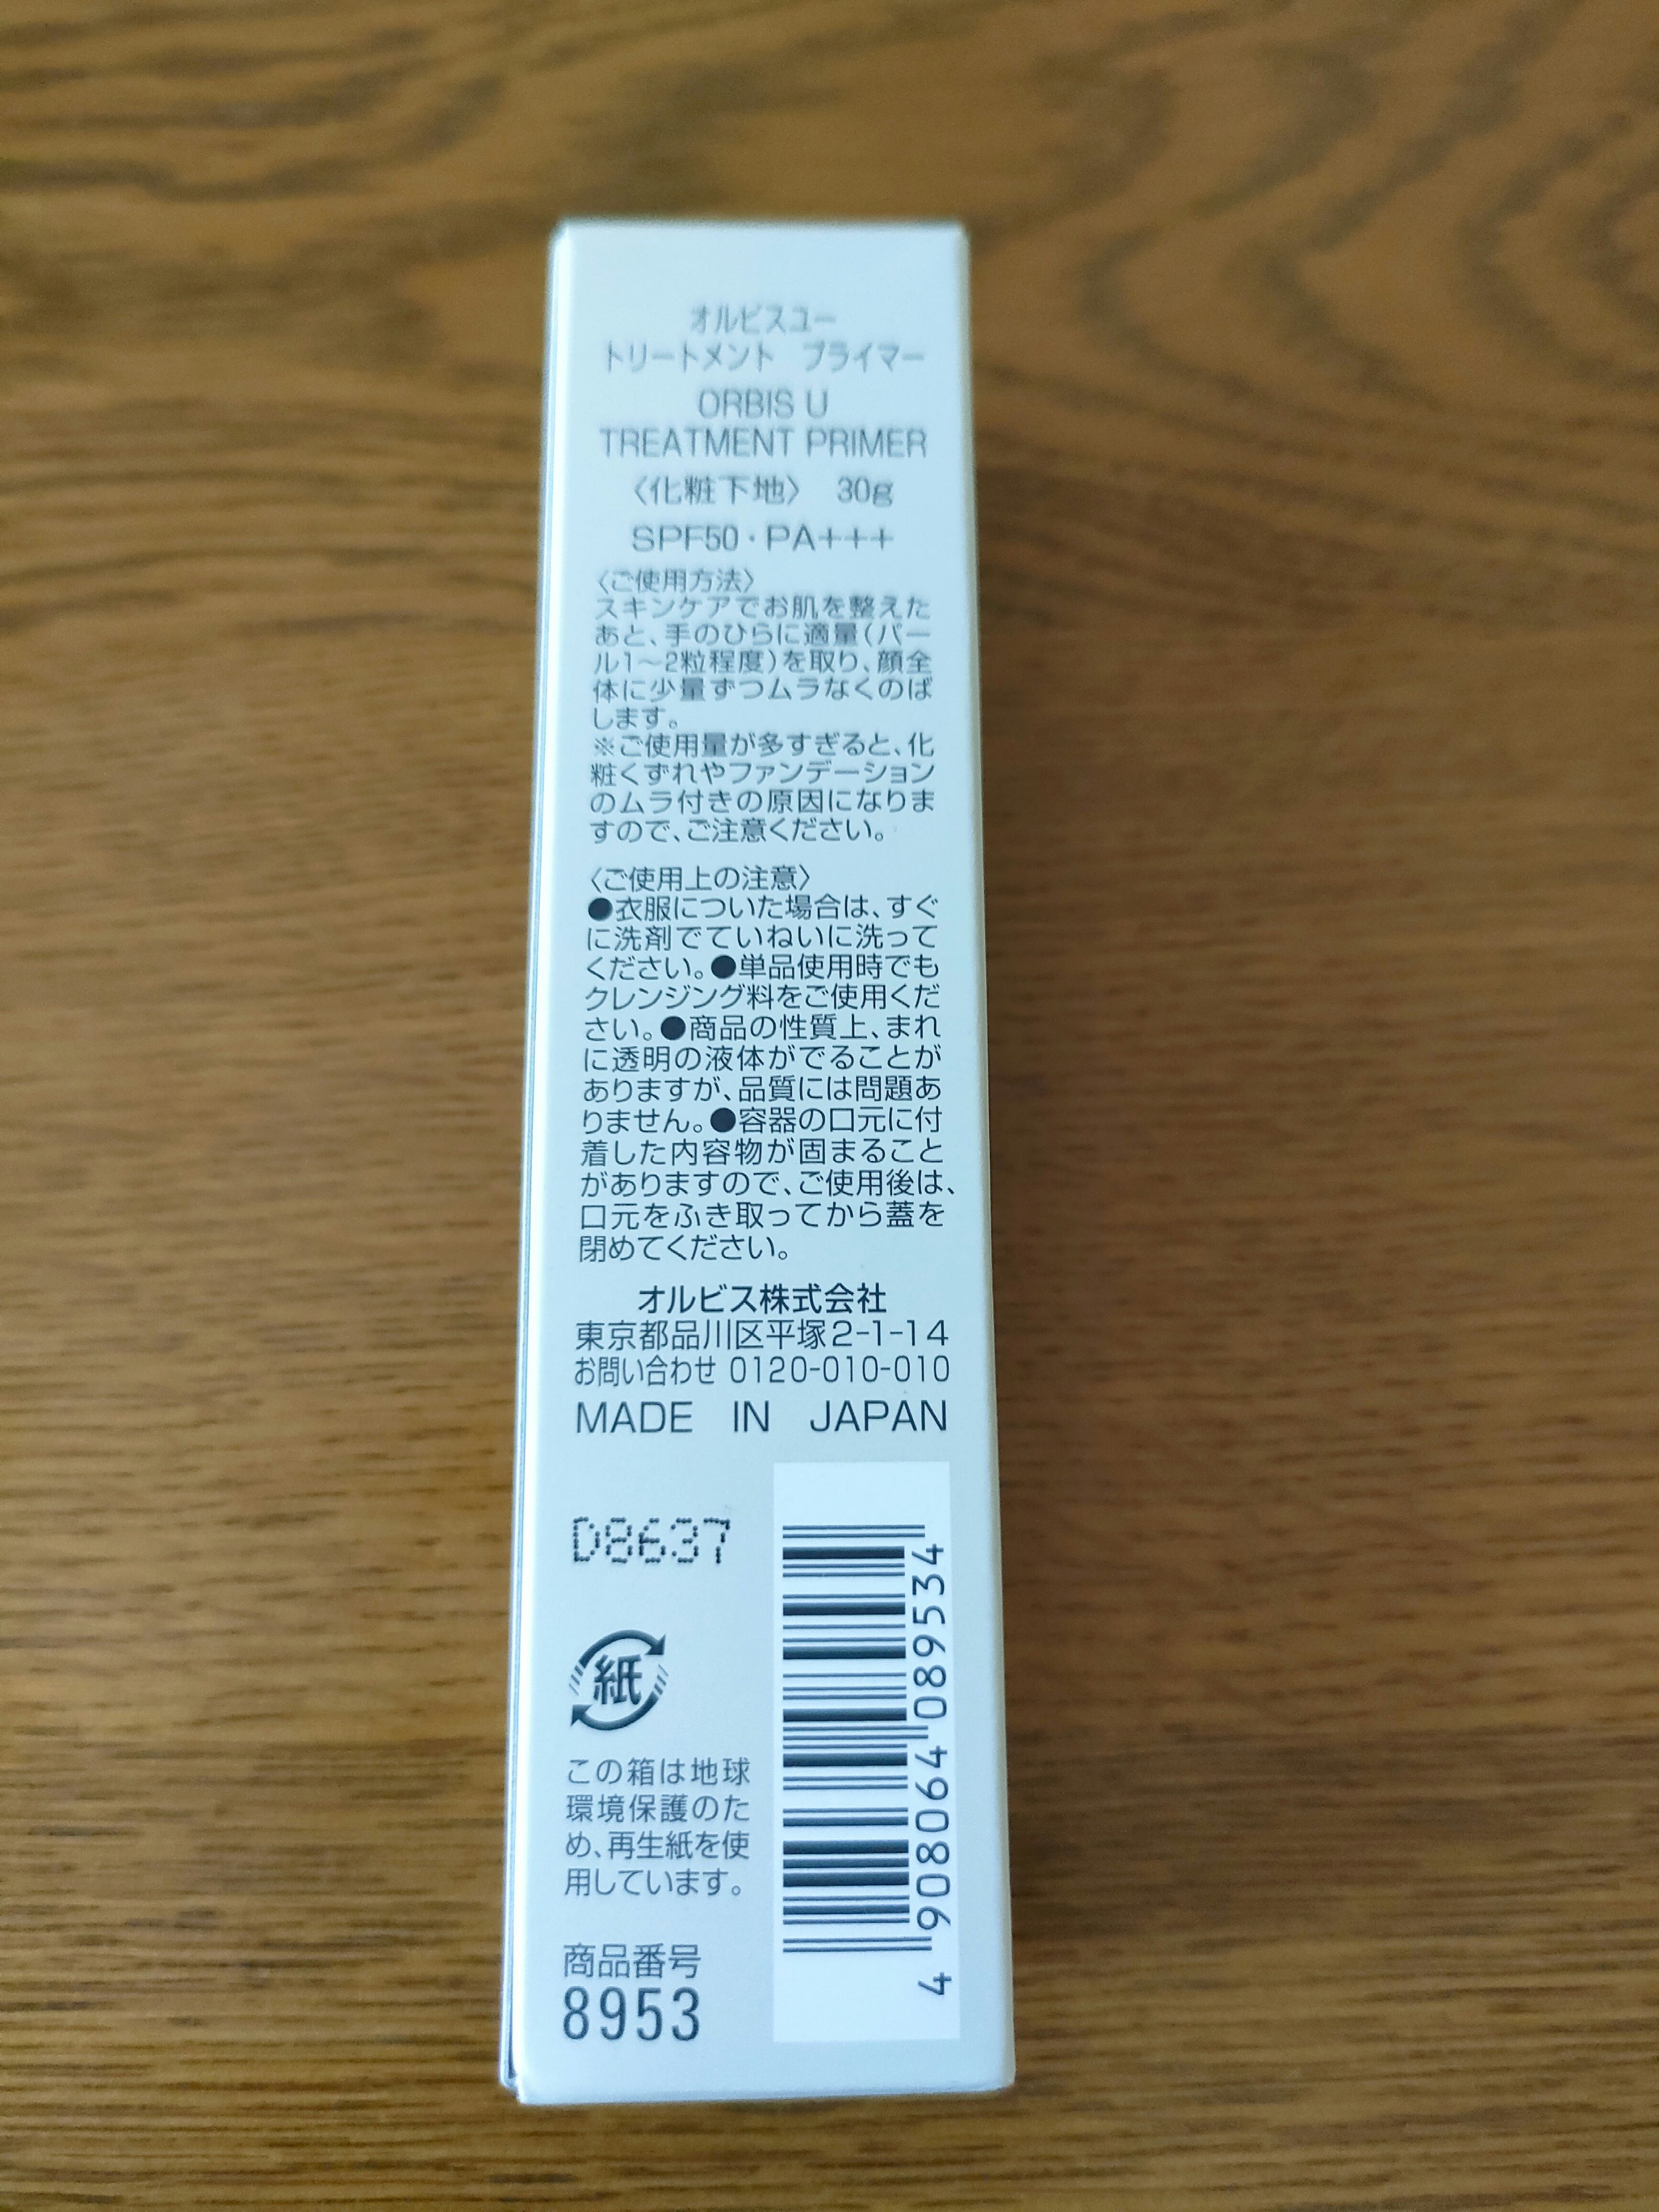 オルビスユー
トリートメント プライマー
ORBIS U
TREATMENT PRIMER
〈化粧下地〉 30g
SPF50・PA+++
〈ご使用方法〉
スキンケアでお肌を整えた
あと、手のひらに適量(パー
ル1～2粒程度)を取り、顔全
体に少量ずつムラなくのば
します。
※ご使用量が多すぎると、化
粧くずれやファンデーション
のムラ付きの原因になりま
すので、ご注意ください。
〈ご使用上の注意〉
●衣服についた場合は、すぐ
に洗剤でていねいに洗って
ください。●単品使用時でも
クレンジング料をご使用くだ
さい。●商品の性質上、まれ
に透明の液体がでることが
ありますが、品質には問題あ
りません。●容器の口元に付
着した内容物が固まること
がありますので、ご使用後は、
口元をふき取ってから蓋を
閉めてください。
オルビス株式会社
東京都品川区平塚2-1-14
お問い合わせ 0120-010-010
MADE IN JAPAN
D8637
紙
この箱は地球
環境保護のた
め、再生紙を使
用しています。
商品番号
8953
4 908064 089534